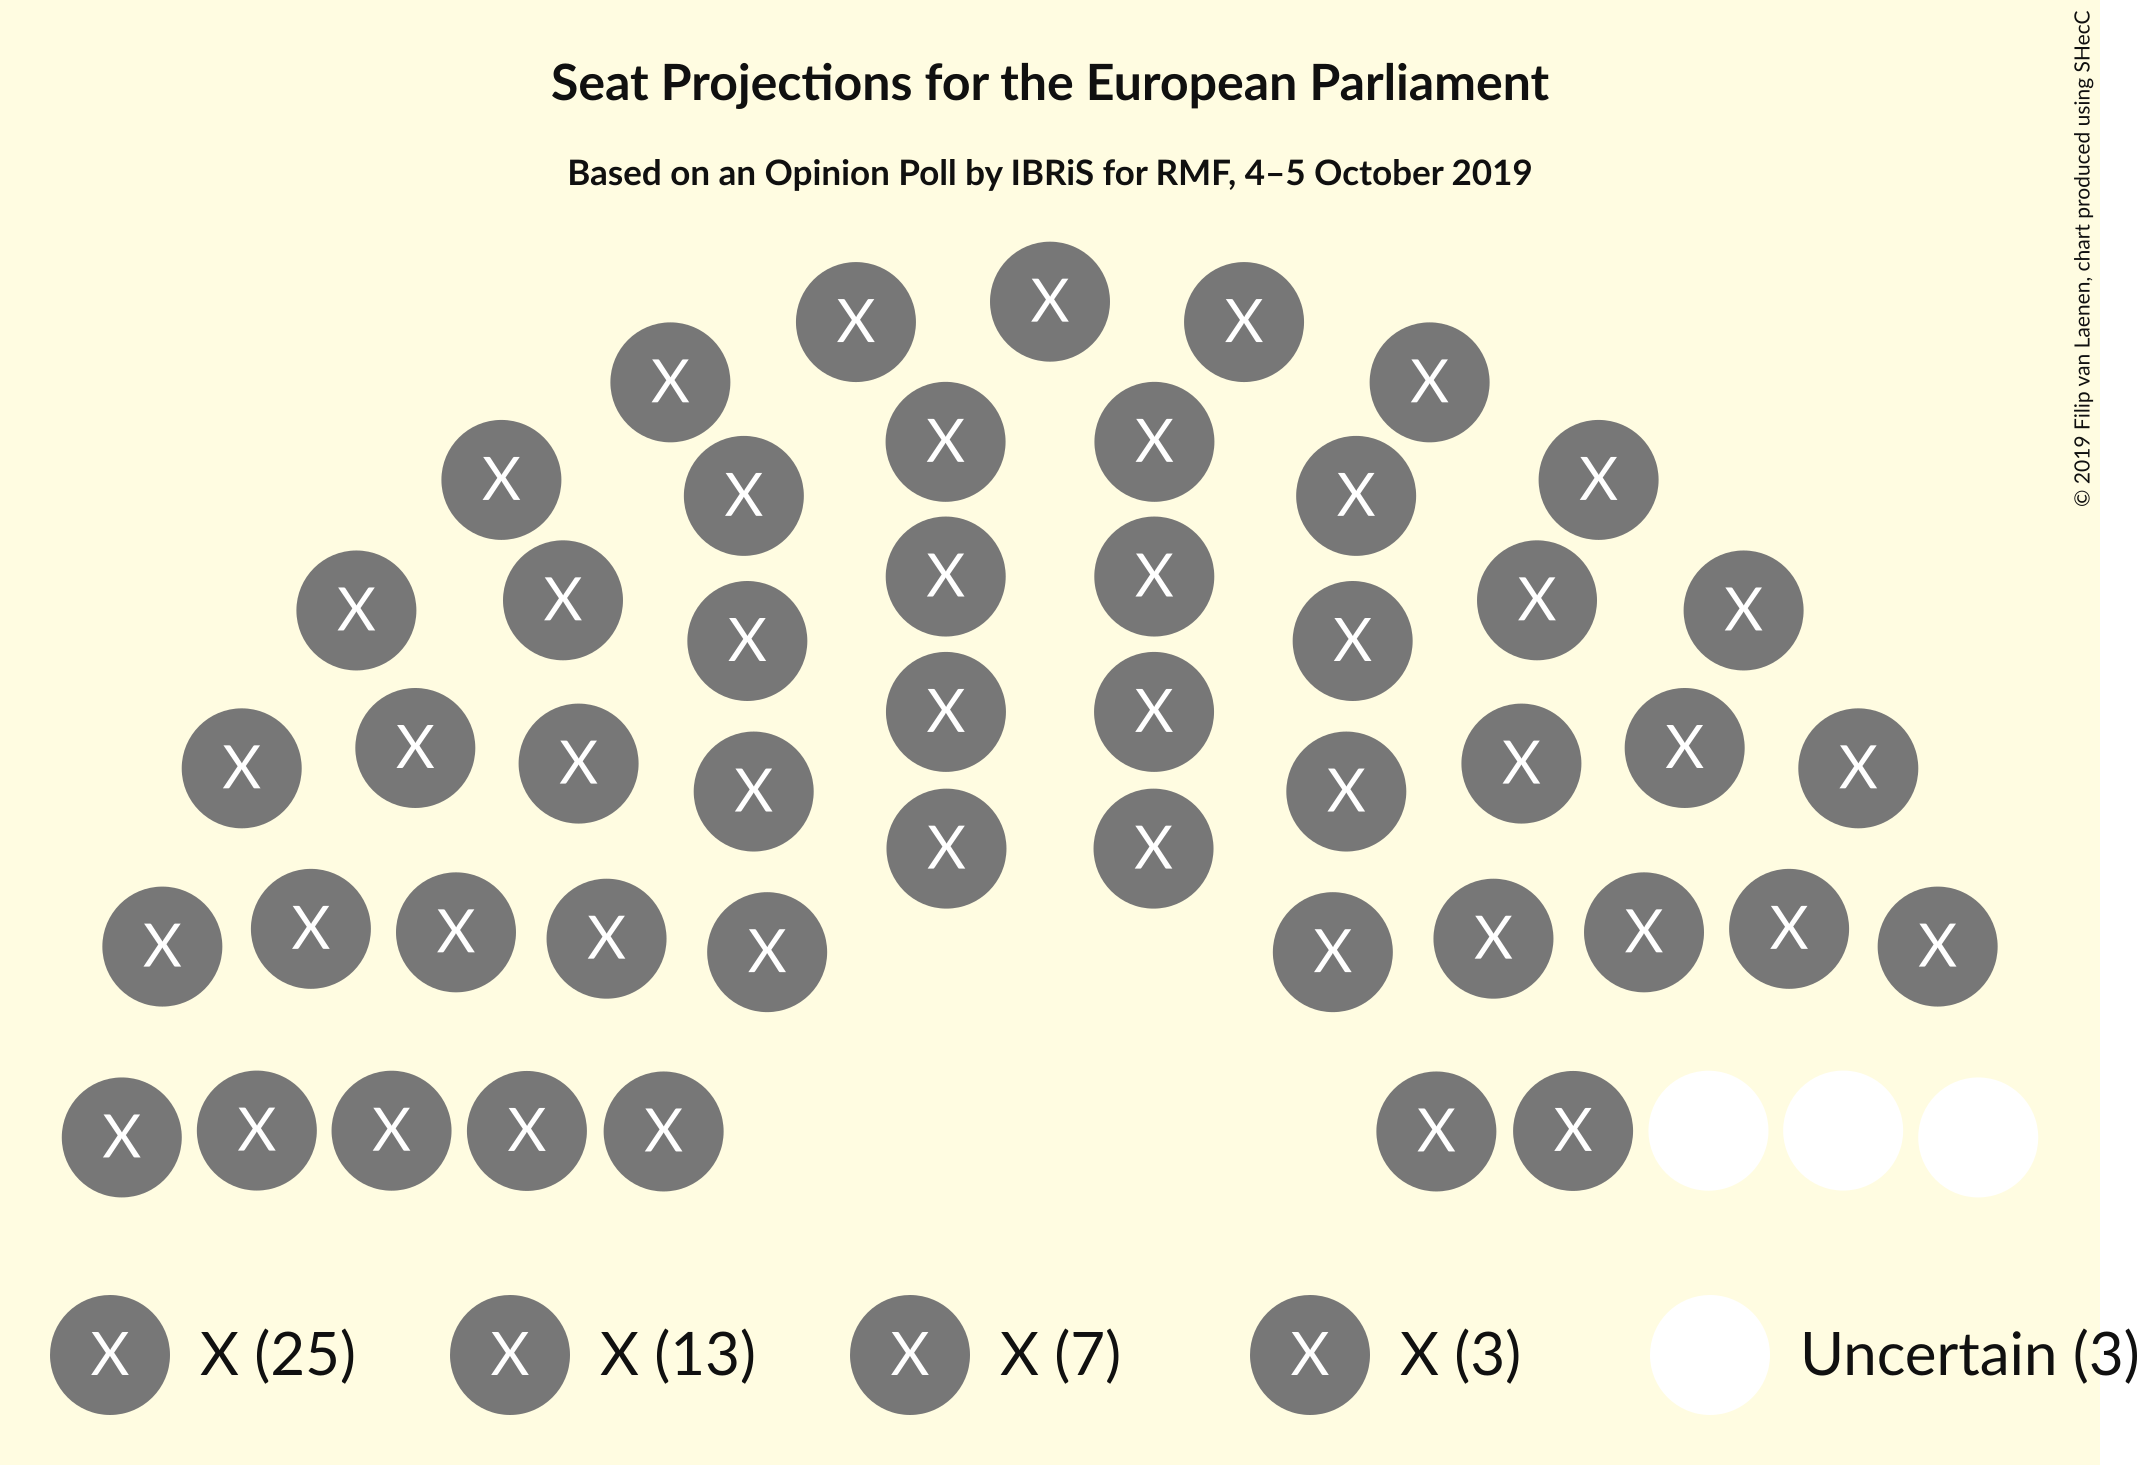 Seat Projections for the European Parliament
Based on an Opinion Poll by IBRiS for RMF, 4–5 October 2019
X X X
X X
X X
X X X X
X X X X X X
X X
X X
X X X X X X X X
X X
X X X X X X X X X X
X X X X X X X
X X (25) X X (13) X X (7) X X (3) Uncertain (3)
© 2019 Filip van Laenen, chart produced using SHecC